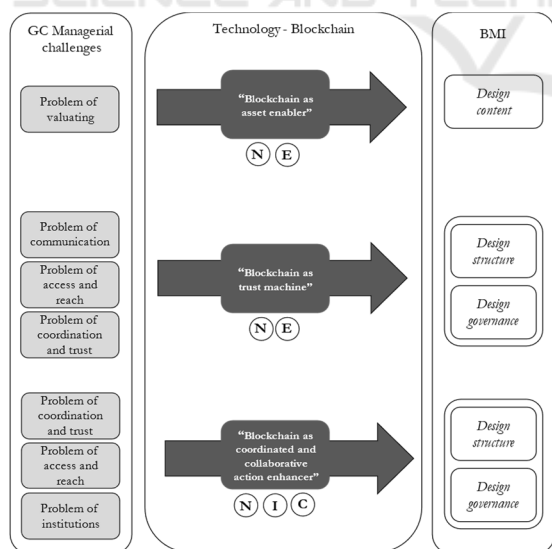 SCIENCE AND TECHN
GC Managerial
challenges
Problem of
valuating
Problem of
communication
Problem of
access and
reach
Problem of
coordination
and trust
Problem of
coordination
and trust
Problem of
access and
reach
Problem of
institutions
Technology - Blockchain
“Blockchain as
asset enabler”
N E
“Blockchain as
trust machine”
N E
“Blockchain as
coordinated and
collaborative
action enhancer”
N I C
BMI
Design
content
Design
structure
Design
governance
Design
structure
Design
governance